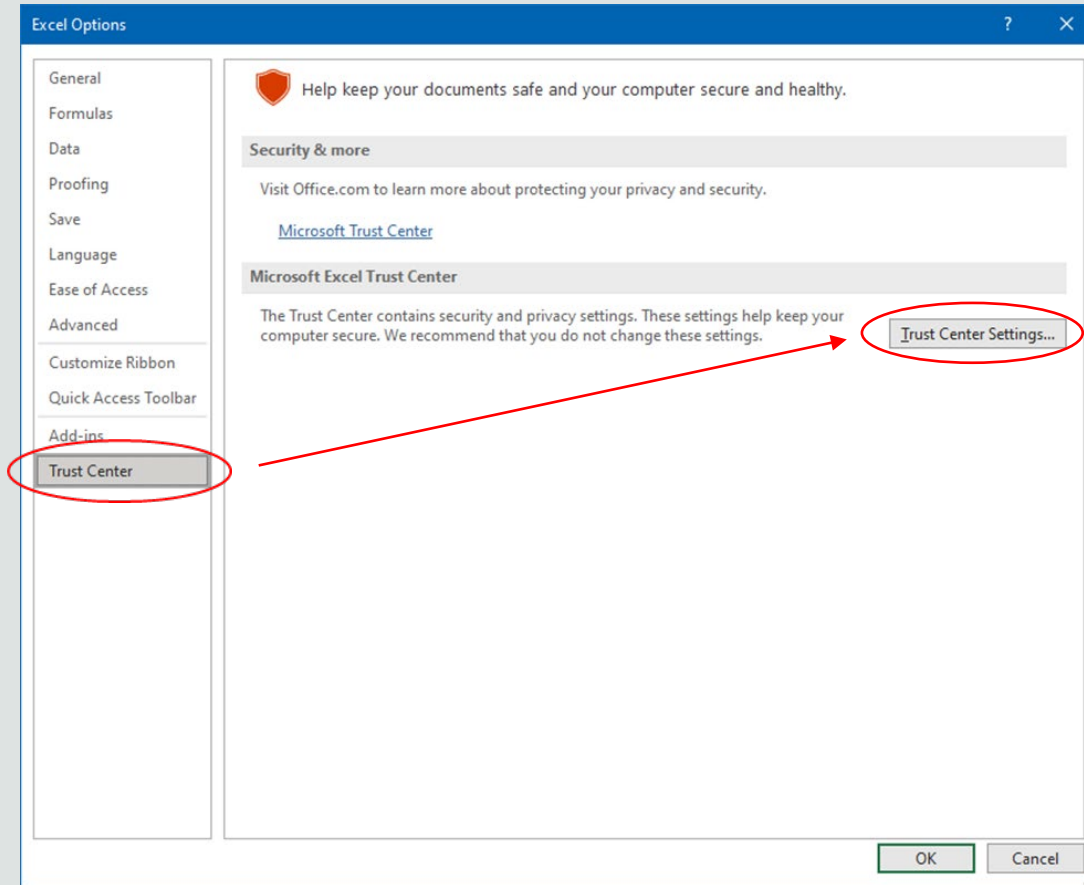 Excel Options
?
General
Formulas
Data
Proofing
Save
Language
Ease of Access
Advanced
Customize Ribbon
Quick Access Toolbar
Add-ins
Trust Center
Help keep your documents safe and your computer secure and healthy.
Security & more
Visit Office.com to learn more about protecting your privacy and security.
Microsoft Trust Center
Microsoft Excel Trust Center
The Trust Center contains security and privacy settings. These settings help keep your
computer secure. We recommend that you do not change these settings.
Trust Center Settings...
OK
Cancel